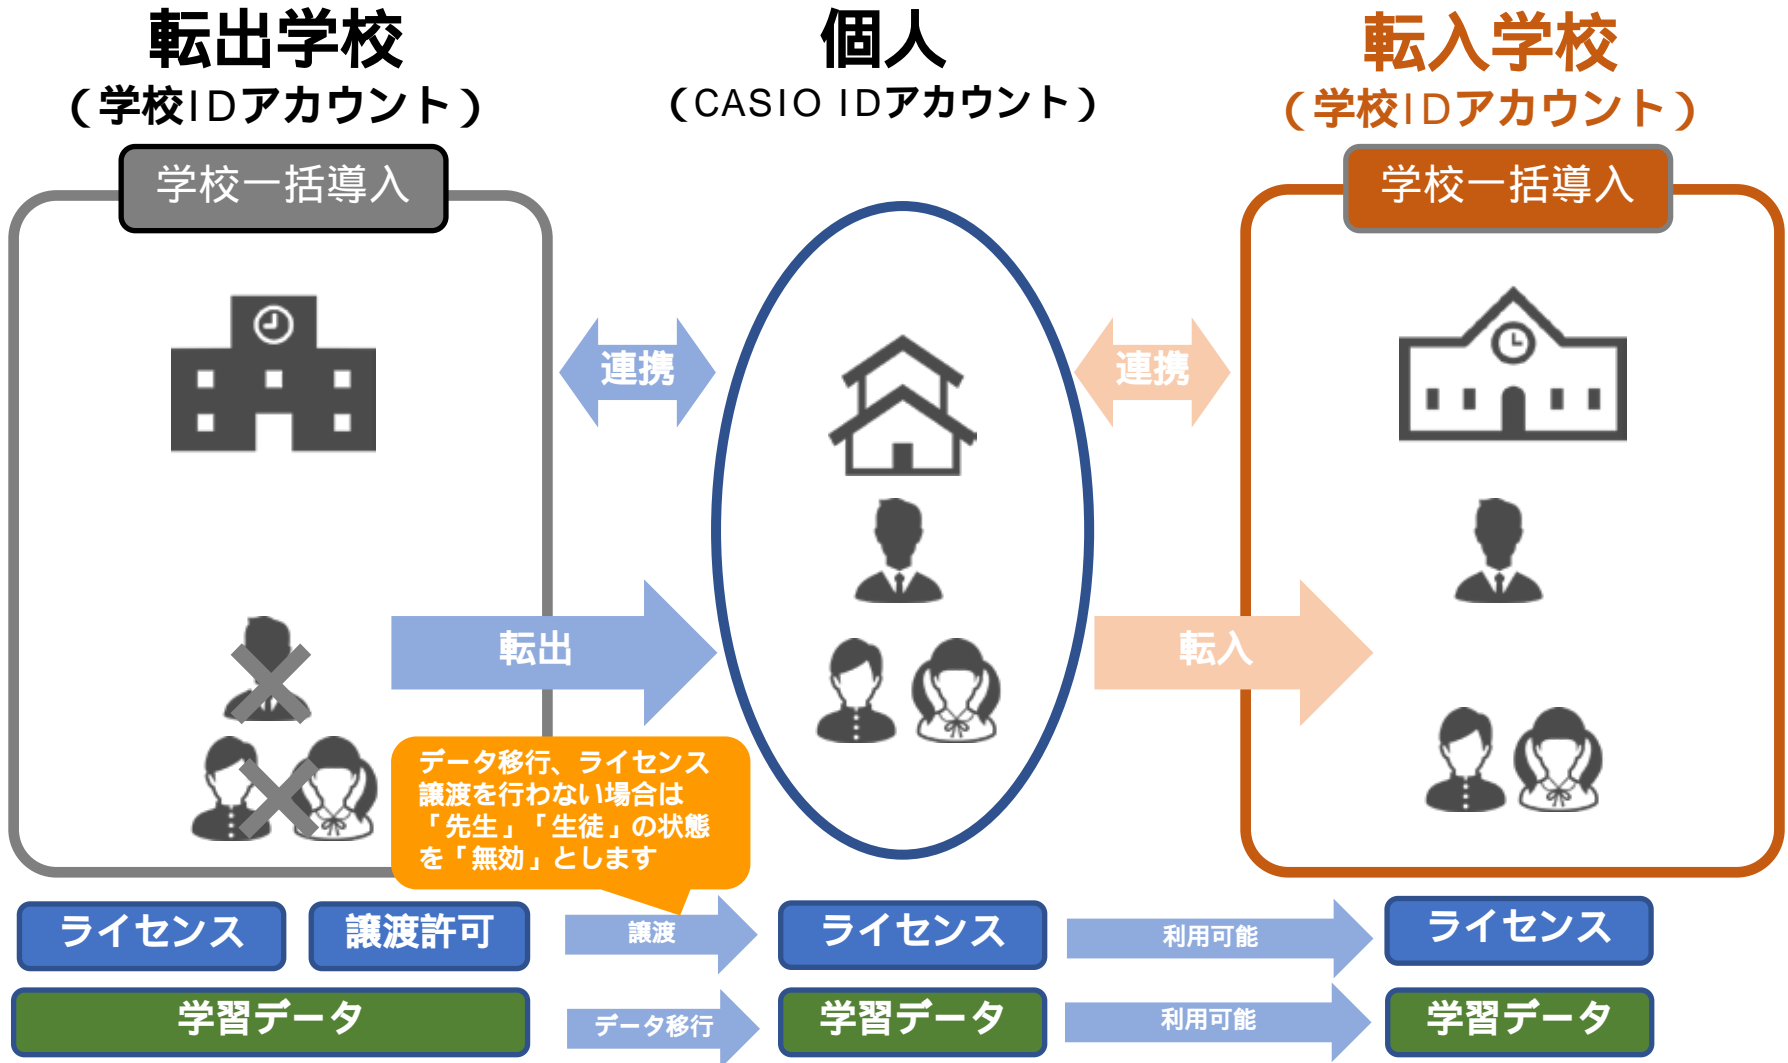 転出学校
（学校IDアカウント）
個人
（CASIO IDアカウント）
転入学校
（学校IDアカウント）
学校一括導入
学校一括導入
連携
連携
転出
転入
データ移行、ライセンス
譲渡を行わない場合は
「先生」「生徒」の状態
を「無効」とします
ライセンス
譲渡許可
譲渡
ライセンス
利用可能
ライセンス
学習データ
データ移行
学習データ
利用可能
学習データ